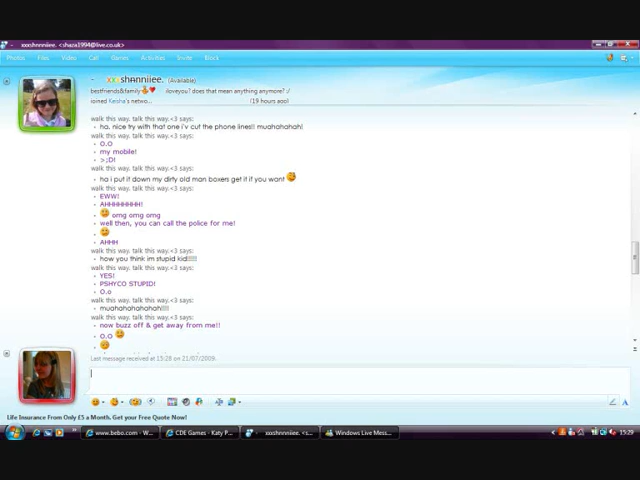 xxxshnnniiee. <shaza1994@live.co.uk>
Photos Files Video Call Games Activities Invite Block
xxxshnnniiee. (Available)
bestfriends&family iloveyou? does that mean anything anymore? :/
joined Keisha's netwo... (19 hours ago)
walk this way. talk this way.<3 says:
ha. nice try with that one i'v cut the phone lines!! muahahahah!
walk this way. talk this way.<3 says:
O.O
my mobile!
>;D!
walk this way. talk this way.<3 says:
ha i put it down my dirty old man boxers get it if you want
walk this way. talk this way.<3 says:
EWW!
AHHHHHHHH!
omg omg omg
well then, you can call the police for me!
AHHH
walk this way. talk this way.<3 says:
how you think im stupid kid!!!!!
walk this way. talk this way.<3 says:
YES!
PSHYCO STUPID!
O.o
walk this way. talk this way.<3 says:
muahahahahahah!!!!
walk this way. talk this way.<3 says:
now buzz off & get away from me!!
O.O
Last message received at 15:28 on 21/07/2009.
Life Insurance From Only £5 a Month. Get your Free Quote Now!
www.bebo.com - W... CDE Games - Katy P... xxxshnnniiee. <s... Windows Live Mess... 15:29